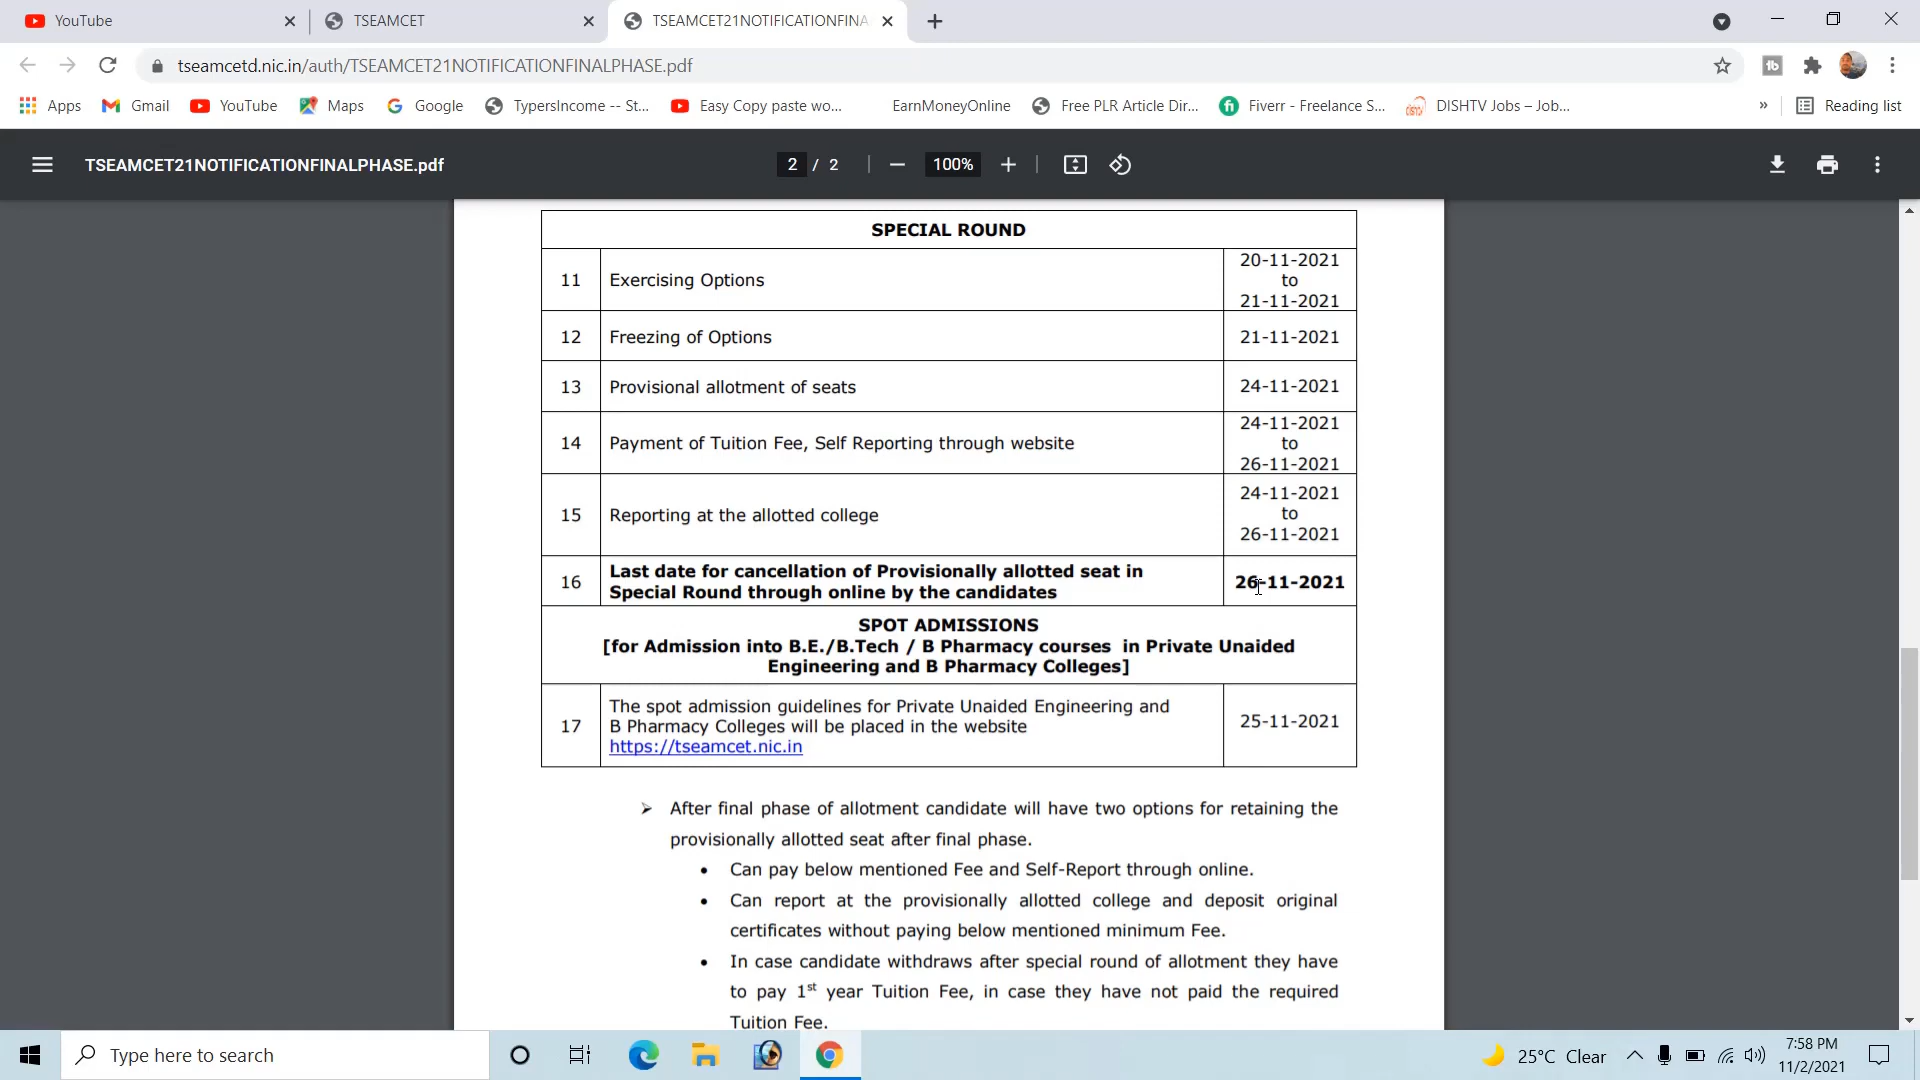 YouTube
TSEAMCET
TSEAMCET21NOTIFICATIONFINA
tseamcetd.nic.in/auth/TSEAMCET21NOTIFICATIONFINALPHASE.pdf
Apps
Gmail
YouTube
Maps
Google
TypersIncome -- St...
Easy Copy paste wo...
EarnMoneyOnline
Free PLR Article Dir...
Fiverr - Freelance S...
DISHTV Jobs – Job...
»
Reading list
TSEAMCET21NOTIFICATIONFINALPHASE.pdf
2 / 2
100%
SPECIAL ROUND
11 Exercising Options
20-11-2021
to
21-11-2021
12 Freezing of Options 21-11-2021
13 Provisional allotment of seats 24-11-2021
14 Payment of Tuition Fee, Self Reporting through website
24-11-2021
to
26-11-2021
15 Reporting at the allotted college
24-11-2021
to
26-11-2021
16
Last date for cancellation of Provisionally allotted seat in
Special Round through online by the candidates
26-11-2021
SPOT ADMISSIONS
[for Admission into B.E./B.Tech / B Pharmacy courses in Private Unaided
Engineering and B Pharmacy Colleges]
17
The spot admission guidelines for Private Unaided Engineering and
B Pharmacy Colleges will be placed in the website
https://tseamcet.nic.in
25-11-2021
➢ After final phase of allotment candidate will have two options for retaining the
provisionally allotted seat after final phase.
• Can pay below mentioned Fee and Self-Report through online.
• Can report at the provisionally allotted college and deposit original
certificates without paying below mentioned minimum Fee.
• In case candidate withdraws after special round of allotment they have
to pay 1st year Tuition Fee, in case they have not paid the required
Tuition Fee.
Type here to search
25°C Clear
7:58 PM
11/2/2021